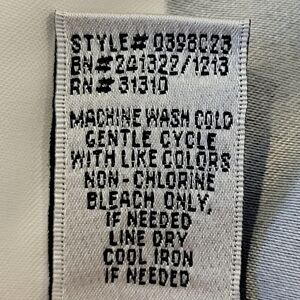 STYLE# 0398023
BN#241322/1213
RN# 31310
MACHINE WASH COLD
GENTLE CYCLE
WITH LIKE COLORS
NON-CHLORINE
BLEACH ONLY,
IF NEEDED
LINE DRY
COOL IRON
IF NEEDED